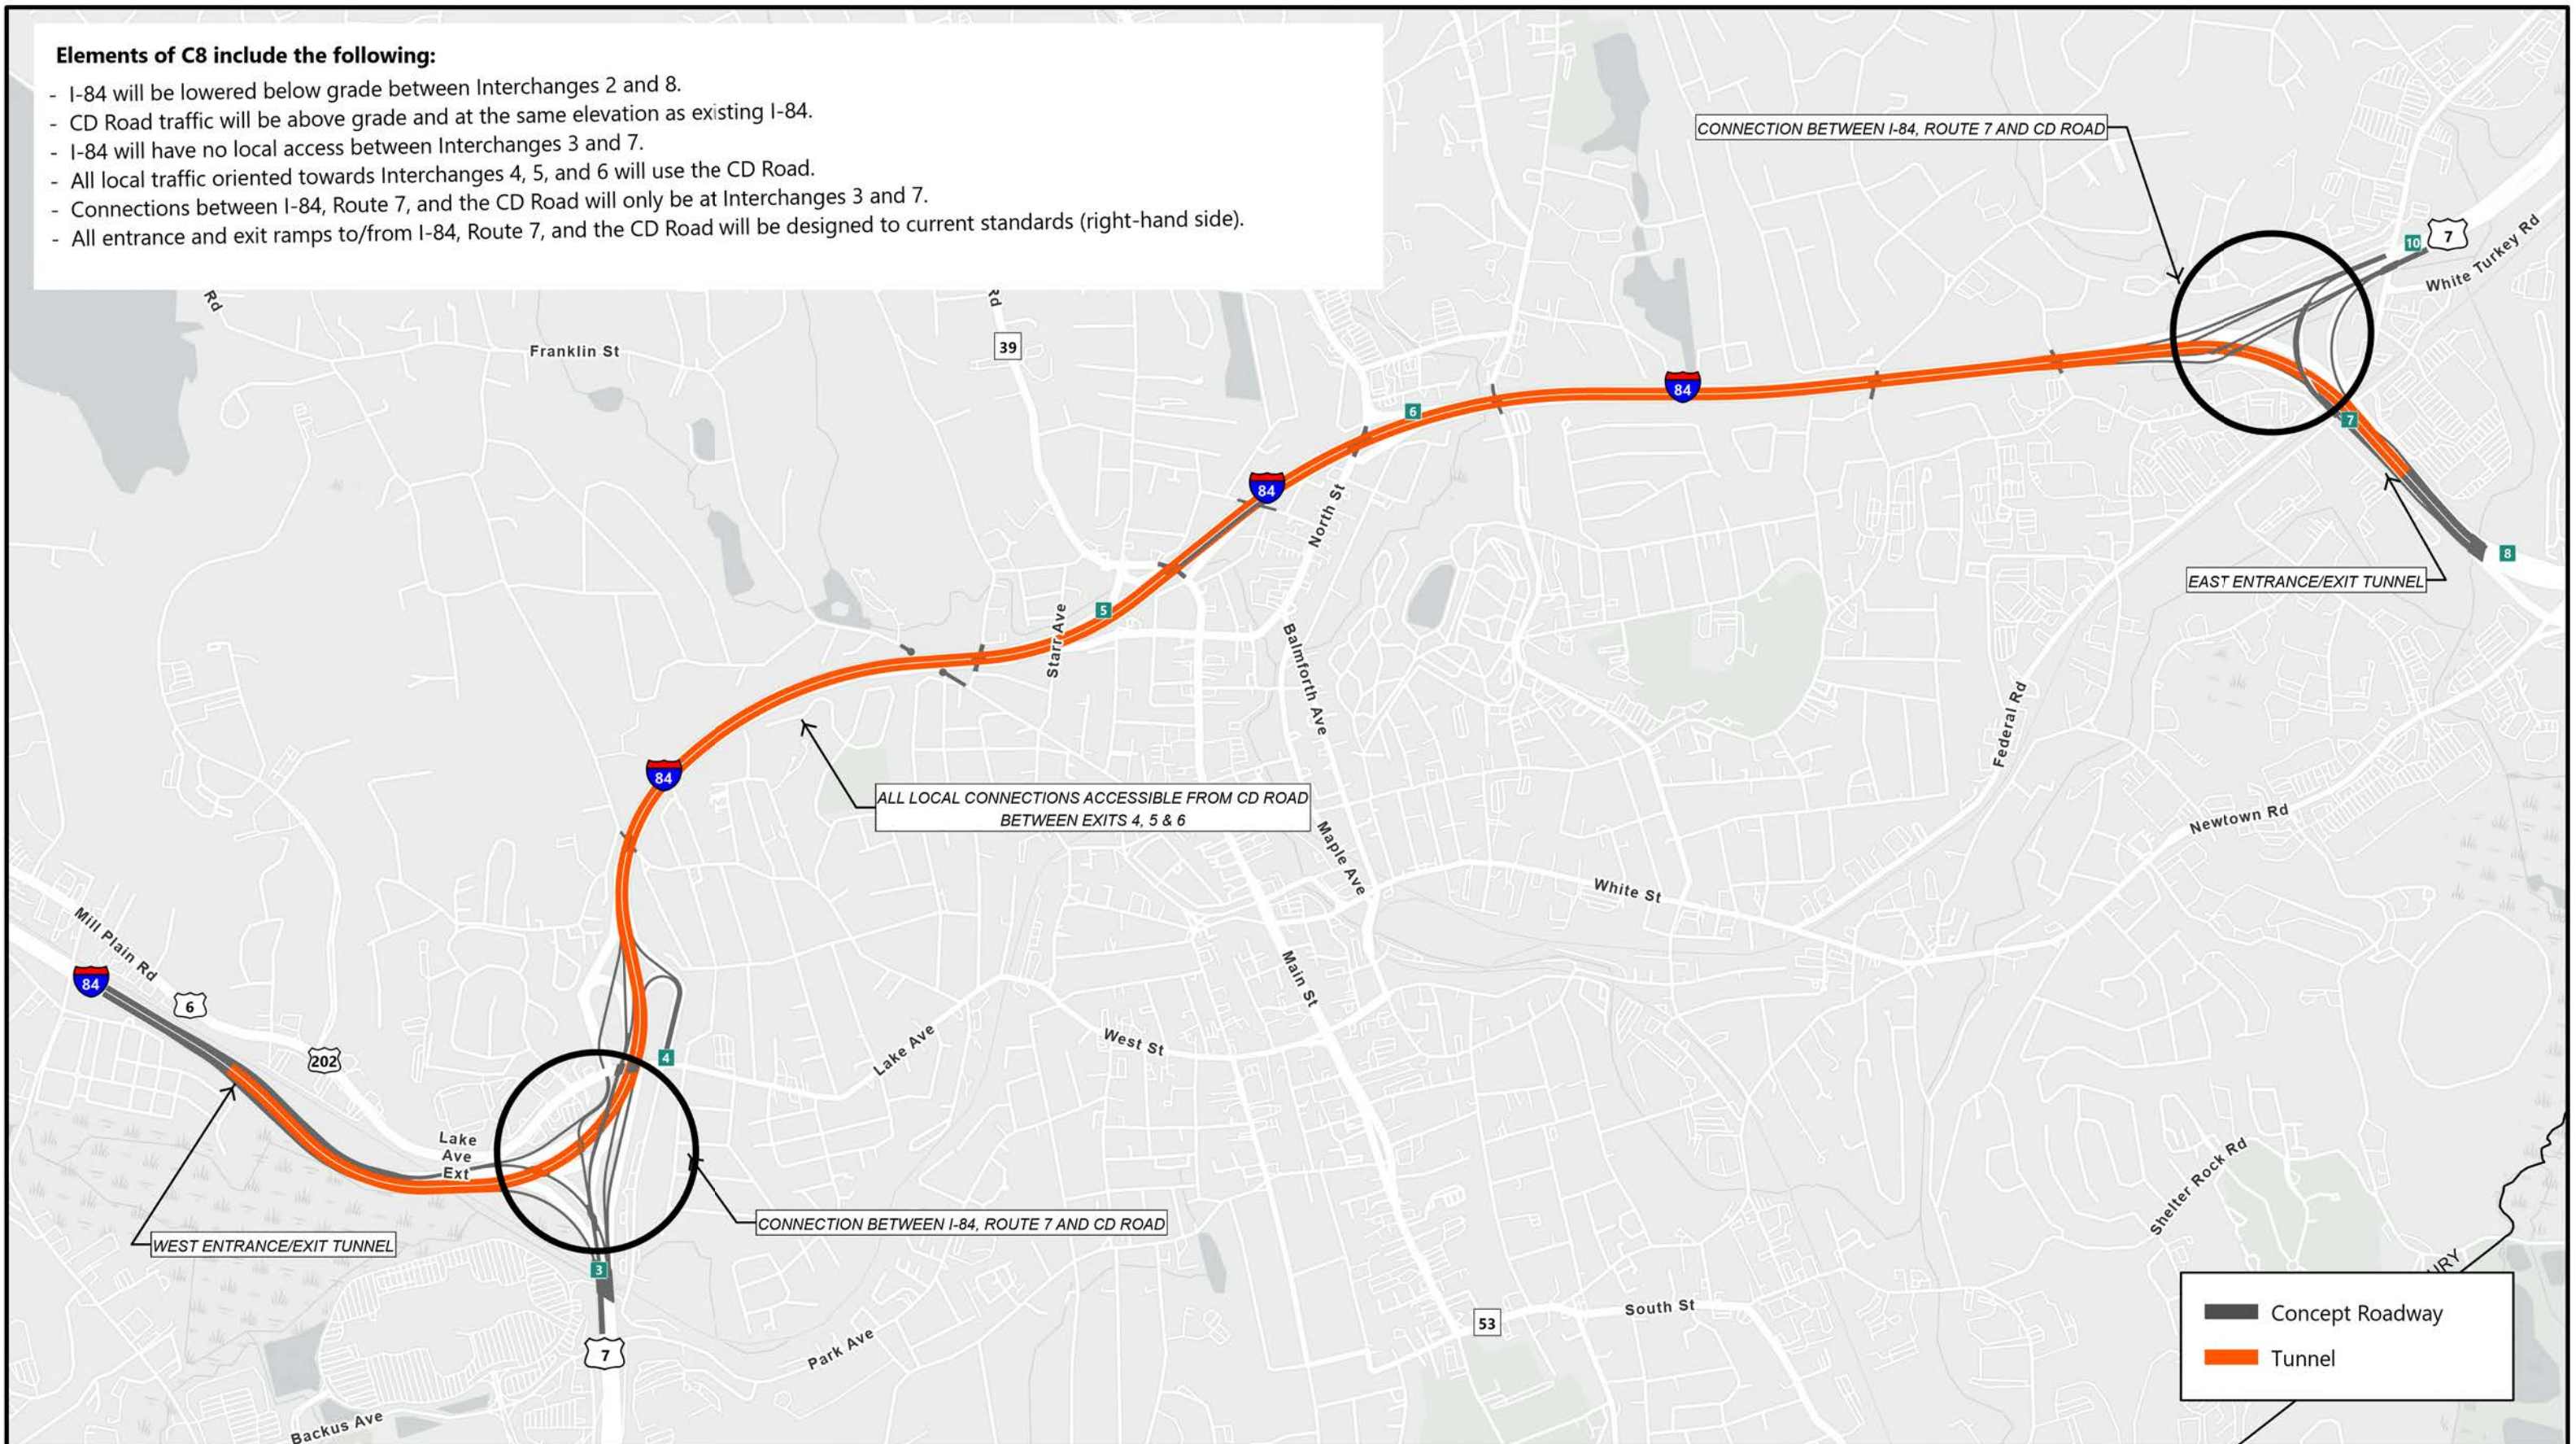 Elements of C8 include the following:
- I-84 will be lowered below grade between Interchanges 2 and 8.
- CD Road traffic will be above grade and at the same elevation as existing I-84.
- I-84 will have no local access between Interchanges 3 and 7.
- All local traffic oriented towards Interchanges 4, 5, and 6 will use the CD Road.
- Connections between I-84, Route 7, and the CD Road will only be at Interchanges 3 and 7.
- All entrance and exit ramps to/from I-84, Route 7, and the CD Road will be designed to current standards (right-hand side).
CONNECTION BETWEEN I-84, ROUTE 7 AND CD ROAD
10
7
White Turkey Rd
Rd
Rd
Franklin St
39
84
6
7
84
North St
8
EAST ENTRANCE/EXIT TUNNEL
5
Starr Ave
Balmforth Ave
Federal Rd
84
ALL LOCAL CONNECTIONS ACCESSIBLE FROM CD ROAD
BETWEEN EXITS 4, 5 & 6
Newtown Rd
Maple Ave
White St
Mill Plain Rd
84
6
Main St
202
4
Lake Ave
West St
Lake
Ave
Ext
Shelter Rock Rd
CONNECTION BETWEEN I-84, ROUTE 7 AND CD ROAD
WEST ENTRANCE/EXIT TUNNEL
3
URY
53
South St
Concept Roadway
Tunnel
7
Park Ave
Backus Ave